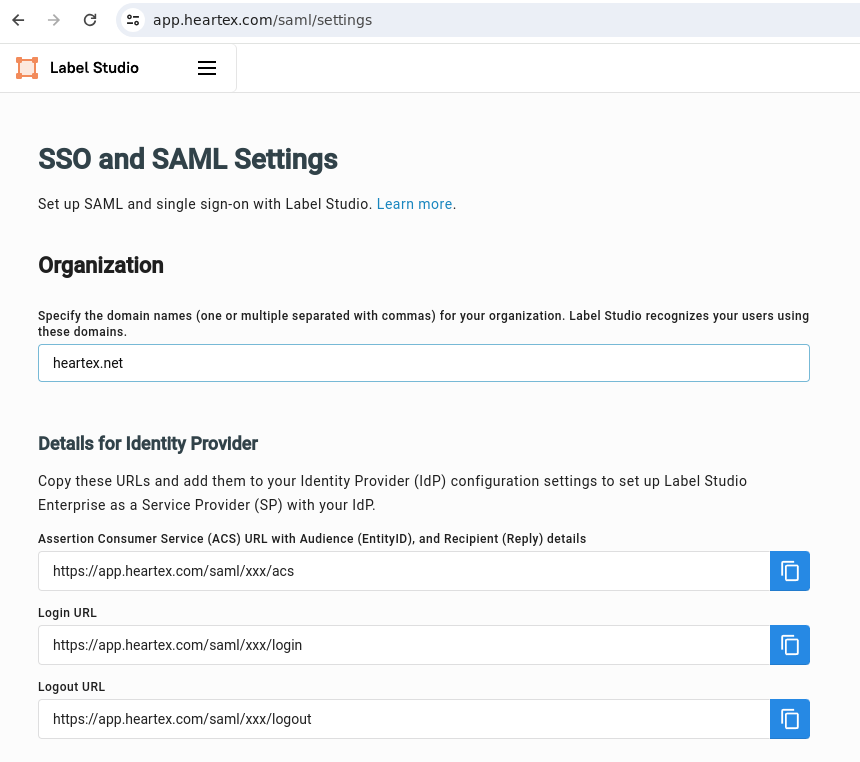 app.heartex.com/saml/settings
Label Studio
SSO and SAML Settings
Set up SAML and single sign-on with Label Studio. Learn more.
Organization
Specify the domain names (one or multiple separated with commas) for your organization. Label Studio recognizes your users using
these domains.
heartex.net
Details for Identity Provider
Copy these URLs and add them to your Identity Provider (IdP) configuration settings to set up Label Studio
Enterprise as a Service Provider (SP) with your IdP.
Assertion Consumer Service (ACS) URL with Audience (EntityID), and Recipient (Reply) details
https://app.heartex.com/saml/xxx/acs
Login URL
https://app.heartex.com/saml/xxx/login
Logout URL
https://app.heartex.com/saml/xxx/logout